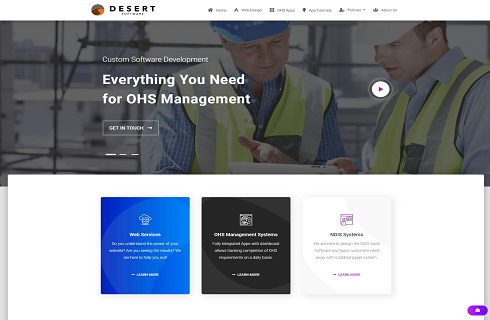 DESERT
SOFTWARE
Home Web Design OHS Apps App Tutorials Policies About Us
Custom Software Development
Everything You Need
for OHS Management
GET IN TOUCH
Web Services
Do you understand the power of your
website? Are you seeing the results? We
are here to help you out!
LEARN MORE
OHS Management Systems
Fully integrated Apps with dashboard
allows tracking completion of OHS
requirements on a daily basis.
LEARN MORE
NDIS Systems
We are here to design the NDIS Audit
Software and Apps customers need
away with outdated paper system.
LEARN MORE